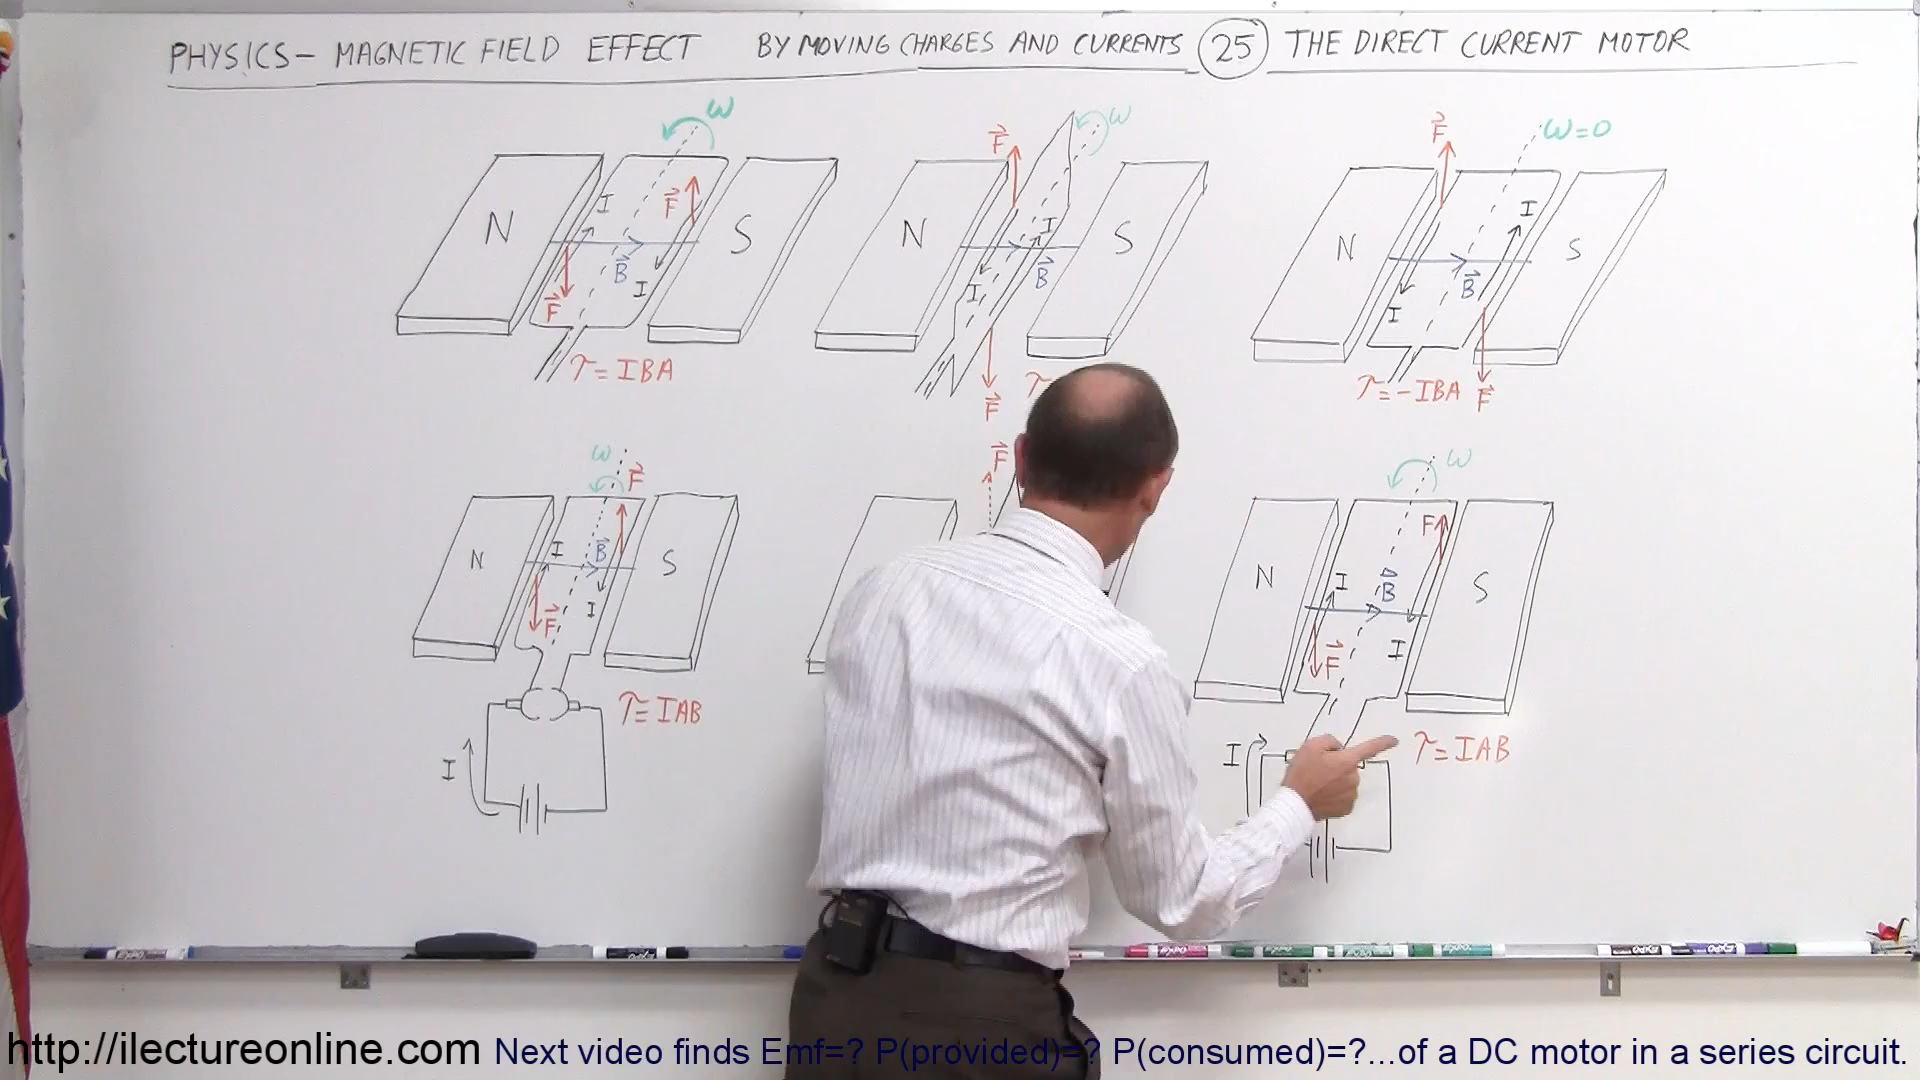 PHYSICS- MAGNETIC FIELD EFFECT BY MOVING CHARGES AND CURRENTS 25 THE DIRECT CURRENT MOTOR
ω
N
I
F
S
B
I
F
τ = IBA
ω
F
N
I
S
B
I
F
τ
ω=0
F
I
N
S
B
I
τ = -IBA
F
ω
F
N
I
B
S
I
F
τ = IAB
I
F
ω
F
N
I
B
S
I
F
I
τ = IAB
EXPO
http://ilectureonline.com Next video finds Emf=? P(provided)=? P(consumed)=?...of a DC motor in a series circuit.